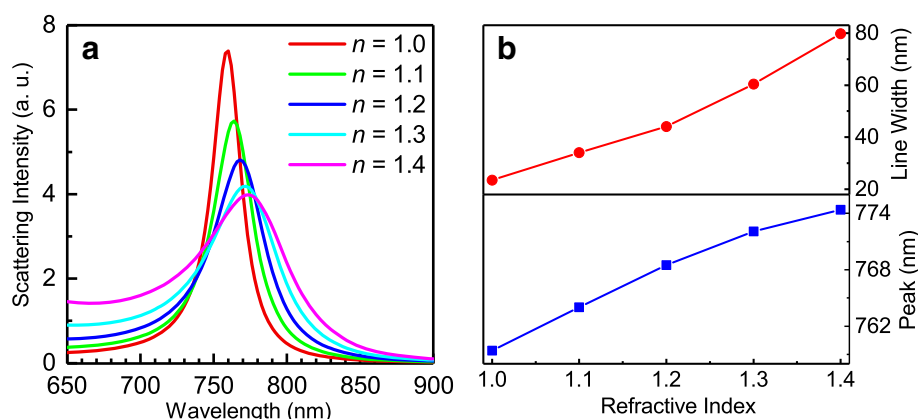 a
n = 1.0
n = 1.1
n = 1.2
n = 1.3
n = 1.4
Scattering Intensity (a. u.)
8
6
4
2
0
650 700 750 800 850 900
Wavelength (nm)
b
80
60
40
20
Line Width (nm)
774
768
762
Peak (nm)
1.0 1.1 1.2 1.3 1.4
Refractive Index